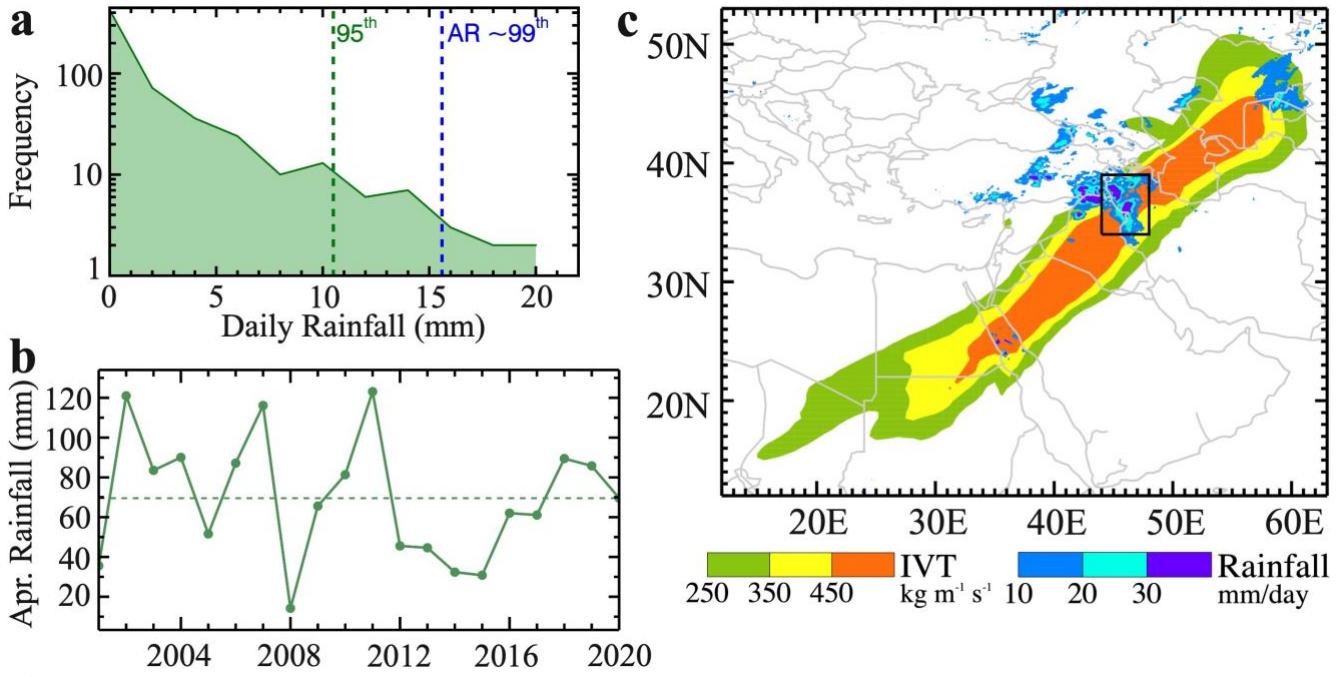 a
95th
AR ~99th
Frequency
100
10
1
0 5 10 15 20
Daily Rainfall (mm)
b
Apr. Rainfall (mm)
120
100
80
60
40
20
2004 2008 2012 2016 2020
c
50N
40N
30N
20N
20E 30E 40E 50E 60E
IVT
250 350 450 kg m⁻¹ s⁻¹
Rainfall
10 20 30 mm/day